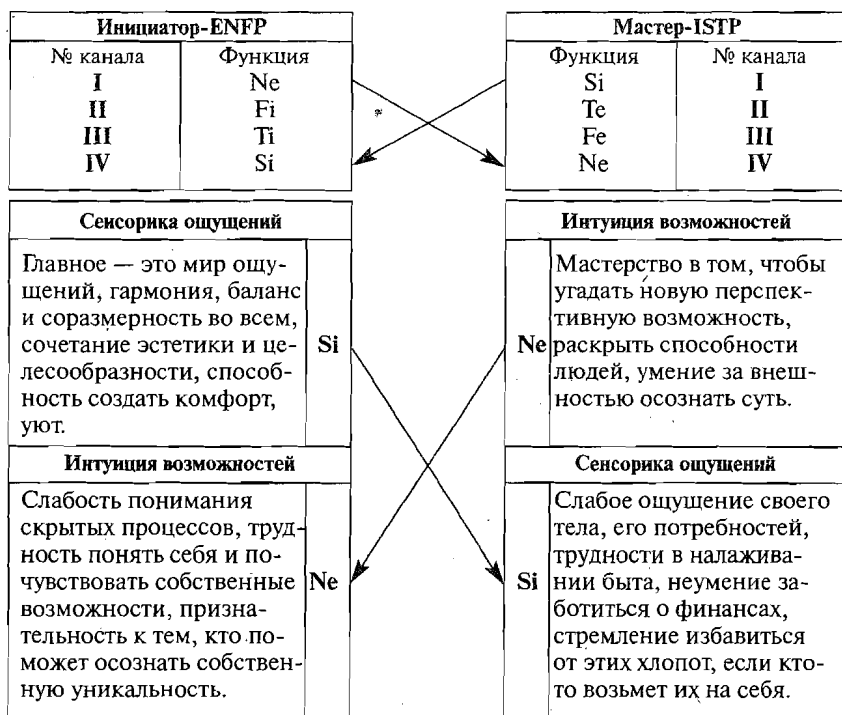 Инициатор-ENFP
№ канала Функция
I Ne
II Fi
III Ti
IV Si
Мастер-ISTP
Функция № канала
Si I
Te II
Fe III
Ne IV
Сенсорика ощущений
Главное — это мир ощу-
щений, гармония, баланс
и соразмерность во всем,
сочетание эстетики и це-
лесообразности, способ-
ность создать комфорт,
уют.
Si
Интуиция возможностей
Ne
Мастерство в том, чтобы
угадать новую перспек-
тивную возможность,
раскрыть способности
людей, умение за внеш-
ностью осознать суть.
Интуиция возможностей
Слабость понимания
скрытых процессов, труд-
ность понять себя и по-
чувствовать собственные
возможности, призна-
тельность к тем, кто по-
может осознать собствен-
ную уникальность.
Ne
Сенсорика ощущений
Si
Слабое ощущение своего
тела, его потребностей,
трудности в налажива-
нии быта, неумение за-
ботиться о финансах,
стремление избавиться
от этих хлопот, если кто-
то возьмет их на себя.